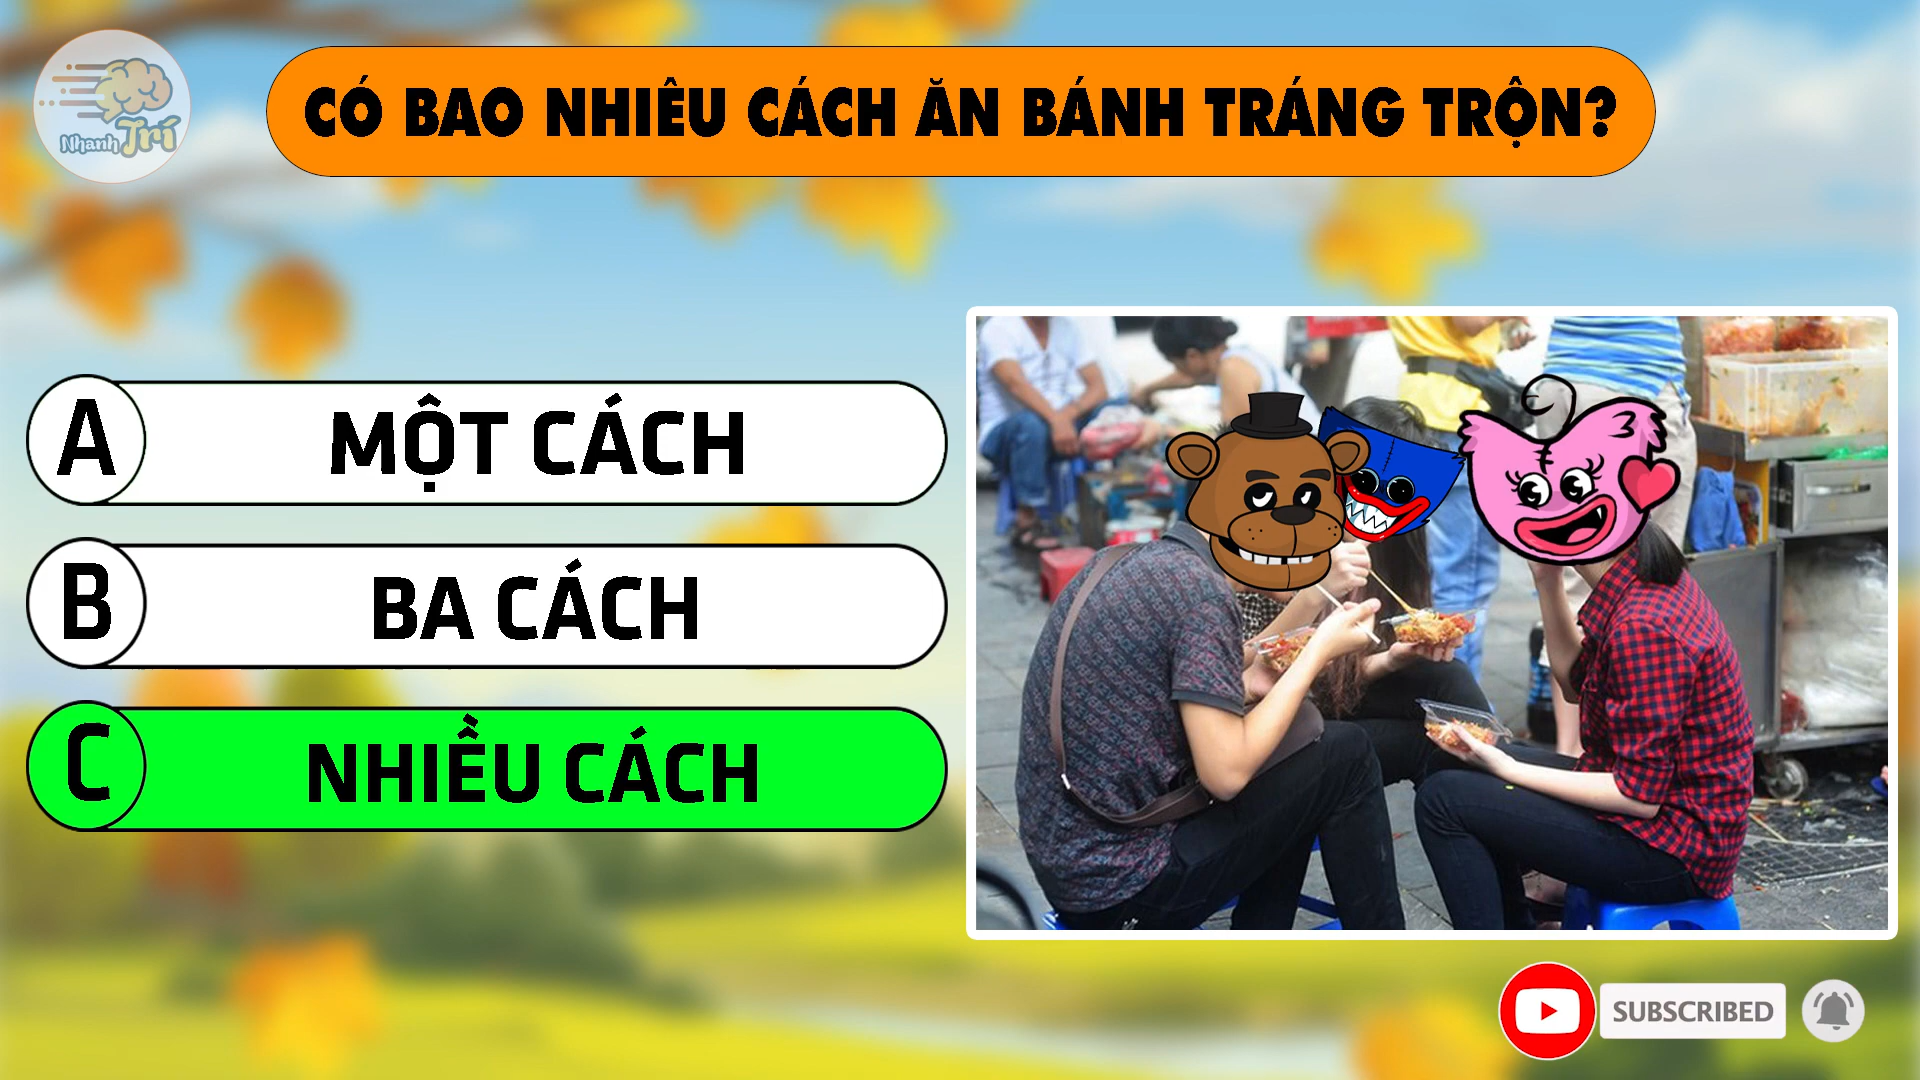 Nhanh Trí
CÓ BAO NHIÊU CÁCH ĂN BÁNH TRÁNG TRỘN?
A MỘT CÁCH
B BA CÁCH
C NHIỀU CÁCH
SUBSCRIBED